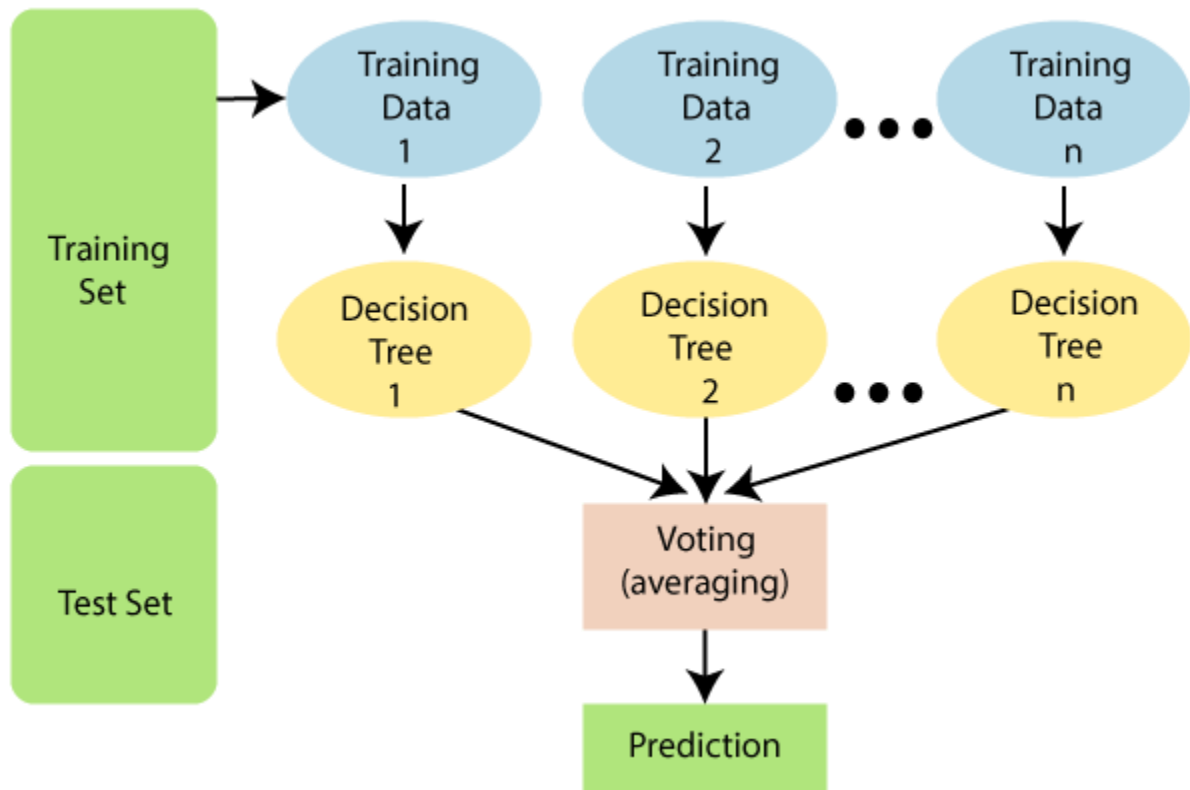 Training
Set
Test Set
Training
Data
1
Training
Data
2
Training
Data
n
Decision
Tree
1
Decision
Tree
2
Decision
Tree
n
Voting
(averaging)
Prediction